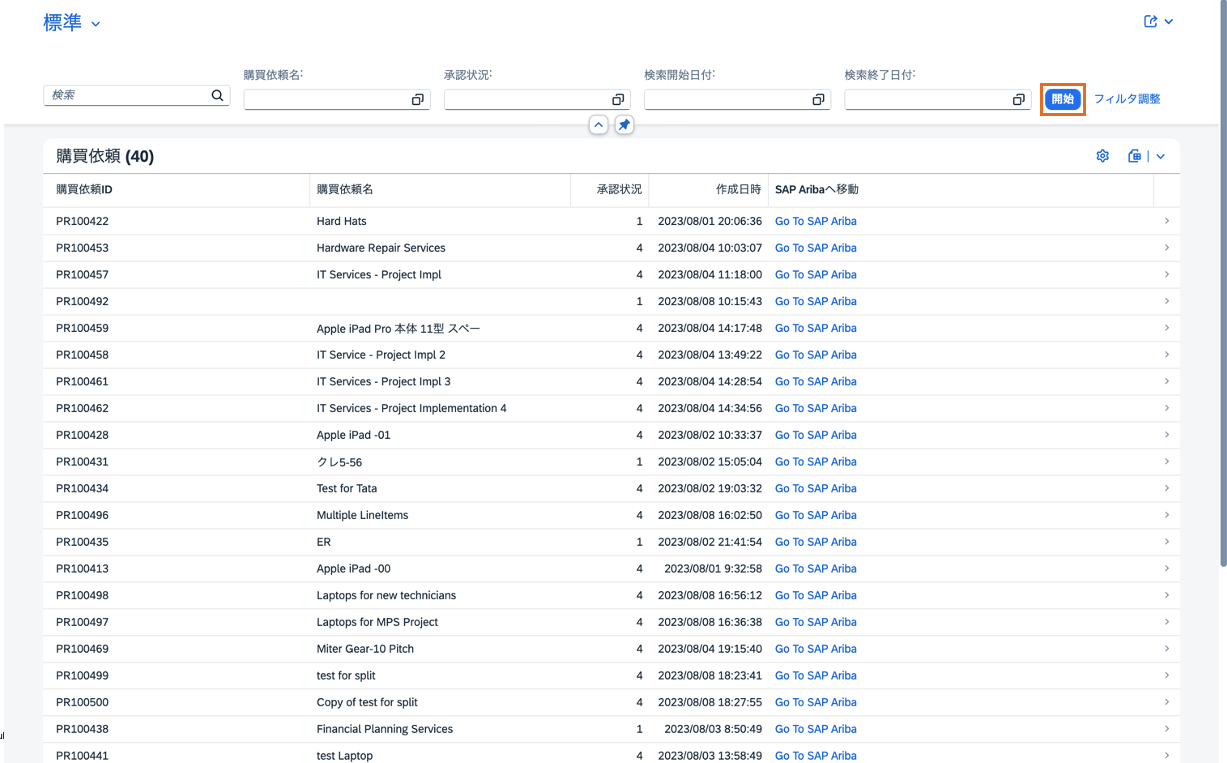 標準
購買依頼名: 承認状況: 検索開始日付: 検索終了日付:
検索 開始 フィルタ調整
購買依頼 (40)
購買依頼ID 購買依頼名 承認状況 作成日時 SAP Aribaへ移動
PR100422 Hard Hats 1 2023/08/01 20:06:36 Go To SAP Ariba
PR100453 Hardware Repair Services 4 2023/08/04 10:03:07 Go To SAP Ariba
PR100457 IT Services - Project Impl 4 2023/08/04 11:18:00 Go To SAP Ariba
PR100492 1 2023/08/08 10:15:43 Go To SAP Ariba
PR100459 Apple iPad Pro 本体 11型 スペー 4 2023/08/04 14:17:48 Go To SAP Ariba
PR100458 IT Service - Project Impl 2 4 2023/08/04 13:49:22 Go To SAP Ariba
PR100461 IT Services - Project Impl 3 4 2023/08/04 14:28:54 Go To SAP Ariba
PR100462 IT Services - Project Implementation 4 4 2023/08/04 14:34:56 Go To SAP Ariba
PR100428 Apple iPad -01 4 2023/08/02 10:33:37 Go To SAP Ariba
PR100431 クレ5-56 1 2023/08/02 15:05:04 Go To SAP Ariba
PR100434 Test for Tata 4 2023/08/02 19:03:32 Go To SAP Ariba
PR100496 Multiple LineItems 4 2023/08/08 16:02:50 Go To SAP Ariba
PR100435 ER 1 2023/08/02 21:41:54 Go To SAP Ariba
PR100413 Apple iPad -00 4 2023/08/01 9:32:58 Go To SAP Ariba
PR100498 Laptops for new technicians 4 2023/08/08 16:56:12 Go To SAP Ariba
PR100497 Laptops for MPS Project 4 2023/08/08 16:36:38 Go To SAP Ariba
PR100469 Miter Gear-10 Pitch 4 2023/08/04 19:15:40 Go To SAP Ariba
PR100499 test for split 4 2023/08/08 18:23:41 Go To SAP Ariba
PR100500 Copy of test for split 4 2023/08/08 18:27:55 Go To SAP Ariba
PR100438 Financial Planning Services 1 2023/08/03 8:50:49 Go To SAP Ariba
PR100441 test Laptop 4 2023/08/03 13:58:49 Go To SAP Ariba